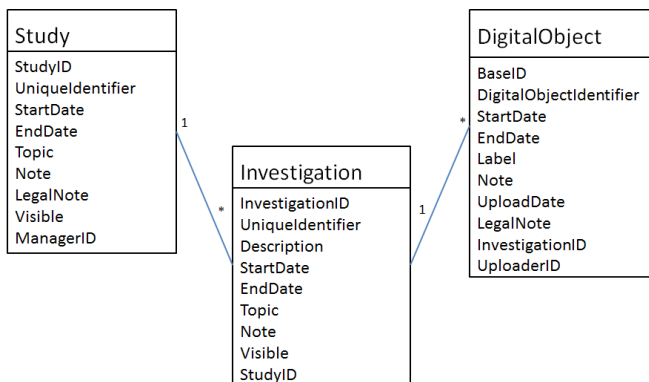 Study
StudyID
UniqueIdentifier
StartDate
EndDate
Topic
Note
LegalNote
Visible
ManagerID
1
*
Investigation
InvestigationID
UniqueIdentifier
Description
StartDate
EndDate
Topic
Note
Visible
StudyID
1
*
DigitalObject
BaseID
DigitalObjectIdentifier
StartDate
EndDate
Label
Note
UploadDate
LegalNote
InvestigationID
UploaderID